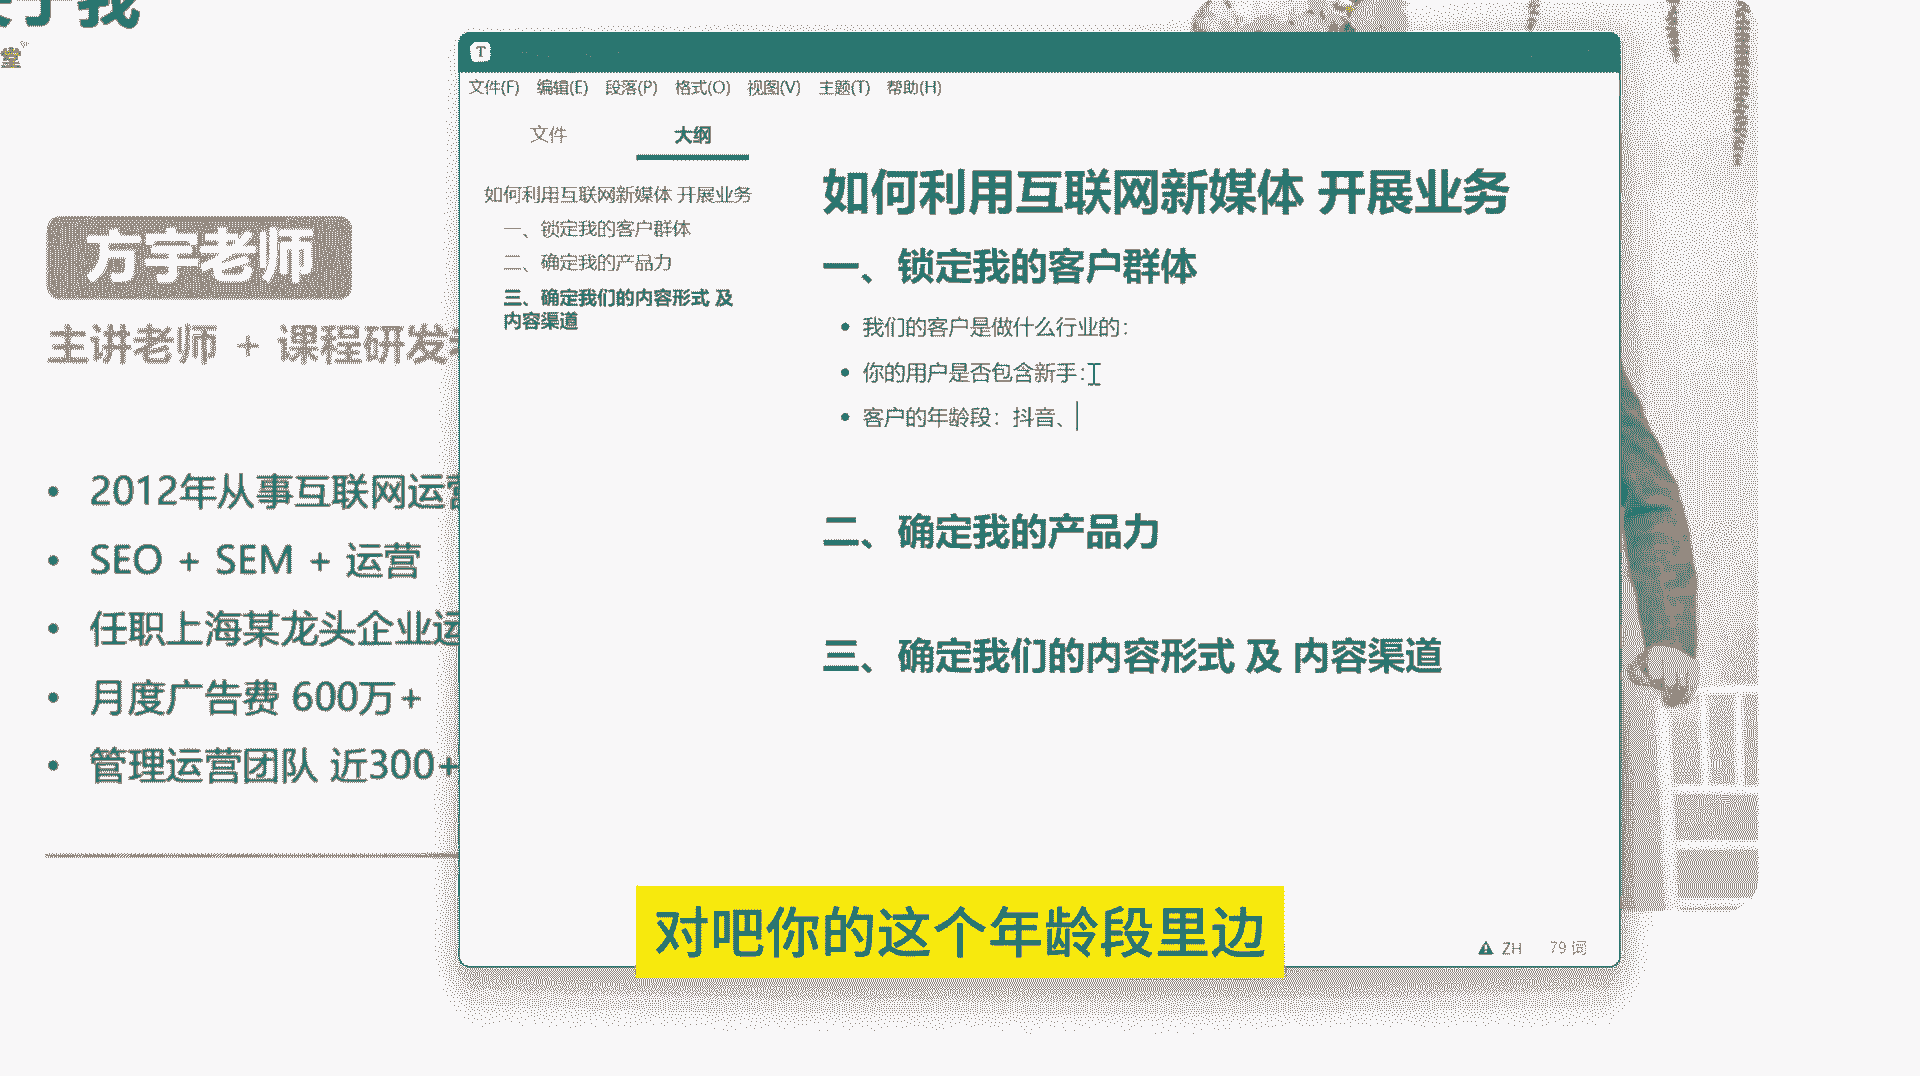 关于我
堂
方宇老师
主讲老师 + 课程研发
2012年从事互联网运营
SEO + SEM + 运营
任职上海某龙头企业运
月度广告费 600万+
管理运营团队 近300+
T
文件(F) 编辑(E) 段落(P) 格式(O) 视图(V) 主题(T) 帮助(H)
文件 大纲
如何利用互联网新媒体 开展业务
一、锁定我的客户群体
二、确定我的产品力
三、确定我们的内容形式 及
内容渠道
如何利用互联网新媒体 开展业务
一、锁定我的客户群体
我们的客户是做什么行业的：
你的用户是否包含新手：
客户的年龄段：抖音、
二、确定我的产品力
三、确定我们的内容形式 及 内容渠道
ZH 79 词
对吧你的这个年龄段里边